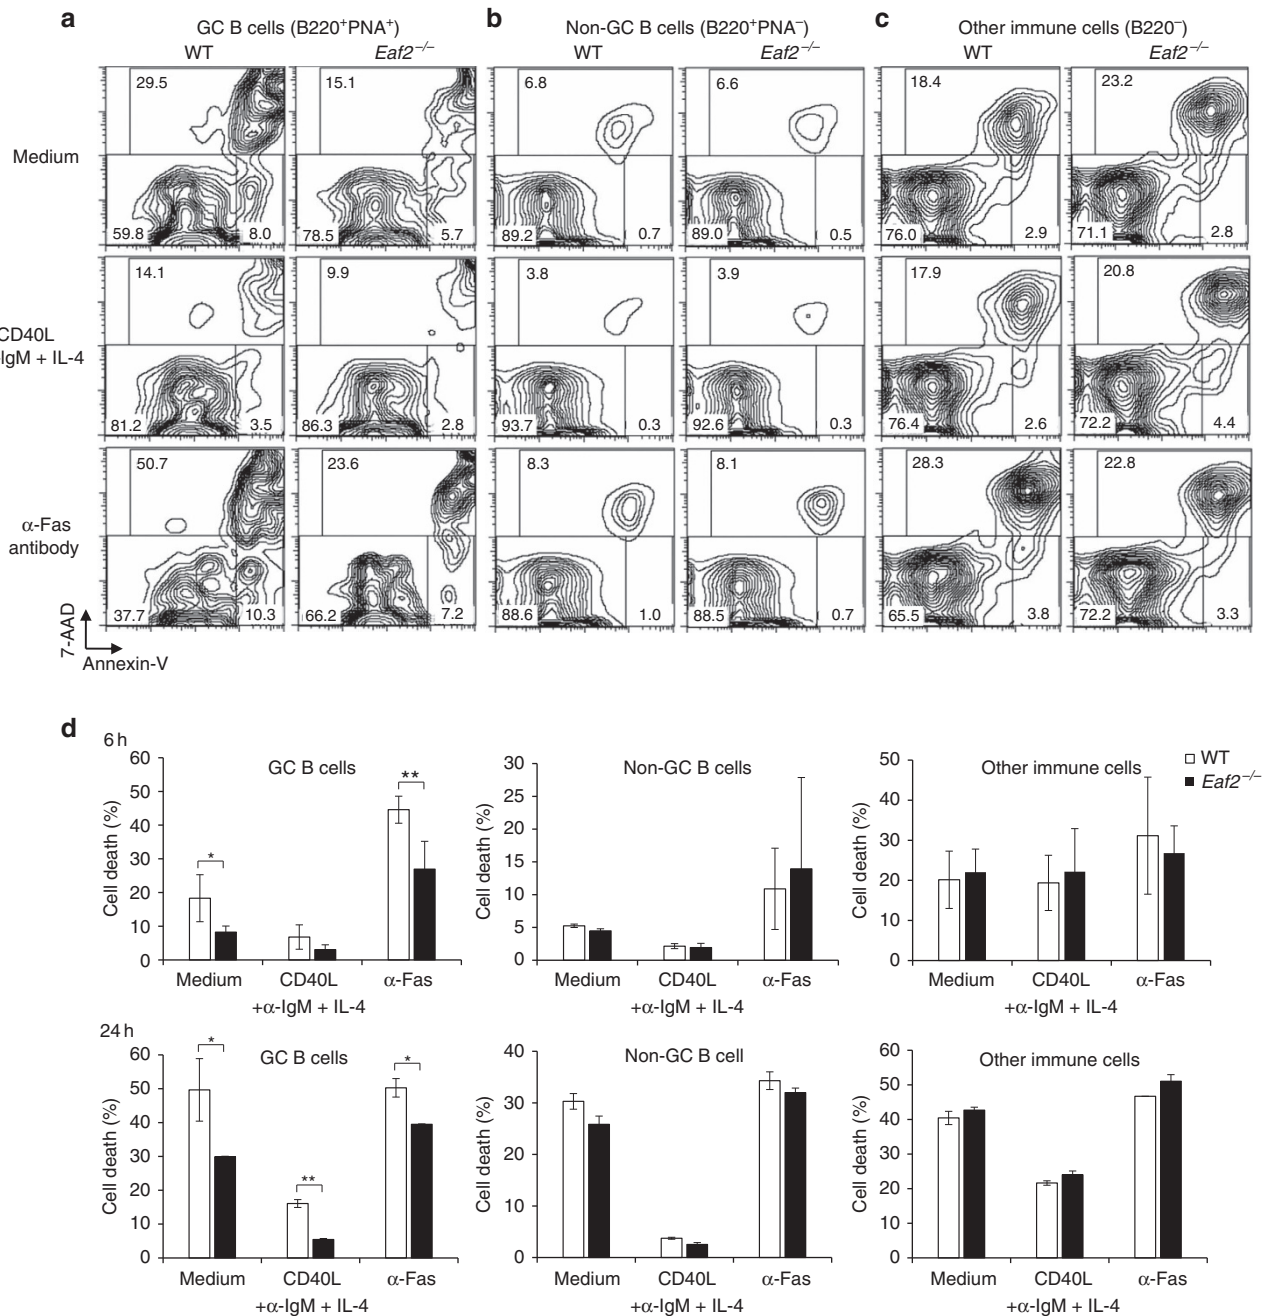 a b c
GC B cells (B220⁺PNA⁺) Non-GC B cells (B220⁺PNA⁻) Other immune cells (B220⁻)
WT Eaf2⁻/⁻ WT Eaf2⁻/⁻ WT Eaf2⁻/⁻
29.5 15.1 6.8 6.6 18.4 23.2
Medium
59.8 8.0 78.5 5.7 89.2 0.7 89.0 0.5 76.0 2.9 71.1 2.8
14.1 9.9 3.8 3.9 17.9 20.8
CD40L
IgM + IL-4
81.2 3.5 86.3 2.8 93.7 0.3 92.6 0.3 76.4 2.6 72.2 4.4
50.7 23.6 8.3 8.1 28.3 22.8
α-Fas
antibody
37.7 10.3 66.2 7.2 88.6 1.0 88.5 0.7 65.5 3.8 72.2 3.3
7-AAD
Annexin-V
d
6 h
GC B cells
Cell death (%)
60
50
40
30
20
10
0
*
**
Medium CD40L α-Fas
+α-IgM + IL-4
Non-GC B cells
Cell death (%)
30
25
20
15
10
5
0
Medium CD40L α-Fas
+α-IgM + IL-4
Other immune cells
Cell death (%)
50
40
30
20
10
0
Medium CD40L α-Fas
+α-IgM + IL-4
WT
Eaf2⁻/⁻
24 h
GC B cells
Cell death (%)
60
50
40
30
20
10
0
*
**
*
Medium CD40L α-Fas
+α-IgM + IL-4
Non-GC B cell
Cell death (%)
40
30
20
10
0
Medium CD40L α-Fas
+α-IgM + IL-4
Other immune cells
Cell death (%)
60
50
40
30
20
10
0
Medium CD40L α-Fas
+α-IgM + IL-4